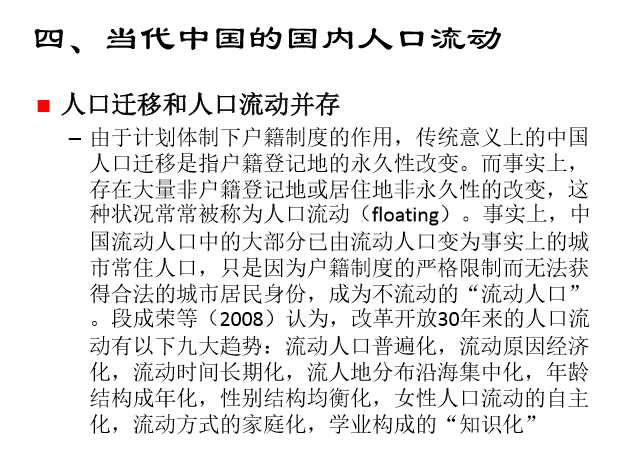 四、当代中国的国内人口流动
人口迁移和人口流动并存
– 由于计划体制下户籍制度的作用，传统意义上的中国
人口迁移是指户籍登记地的永久性改变。而事实上，
存在大量非户籍登记地或居住地非永久性的改变，这
种状况常常被称为人口流动（floating）。事实上，中
国流动人口中的大部分已由流动人口变为事实上的城
市常住人口，只是因为户籍制度的严格限制而无法获
得合法的城市居民身份，成为不流动的“流动人口”
。段成荣等（2008）认为，改革开放30年来的人口流
动有以下九大趋势：流动人口普遍化，流动原因经济
化，流动时间长期化，流入地分布沿海集中化，年龄
结构成年化，性别结构均衡化，女性人口流动的自主
化，流动方式的家庭化，学业构成的“知识化”